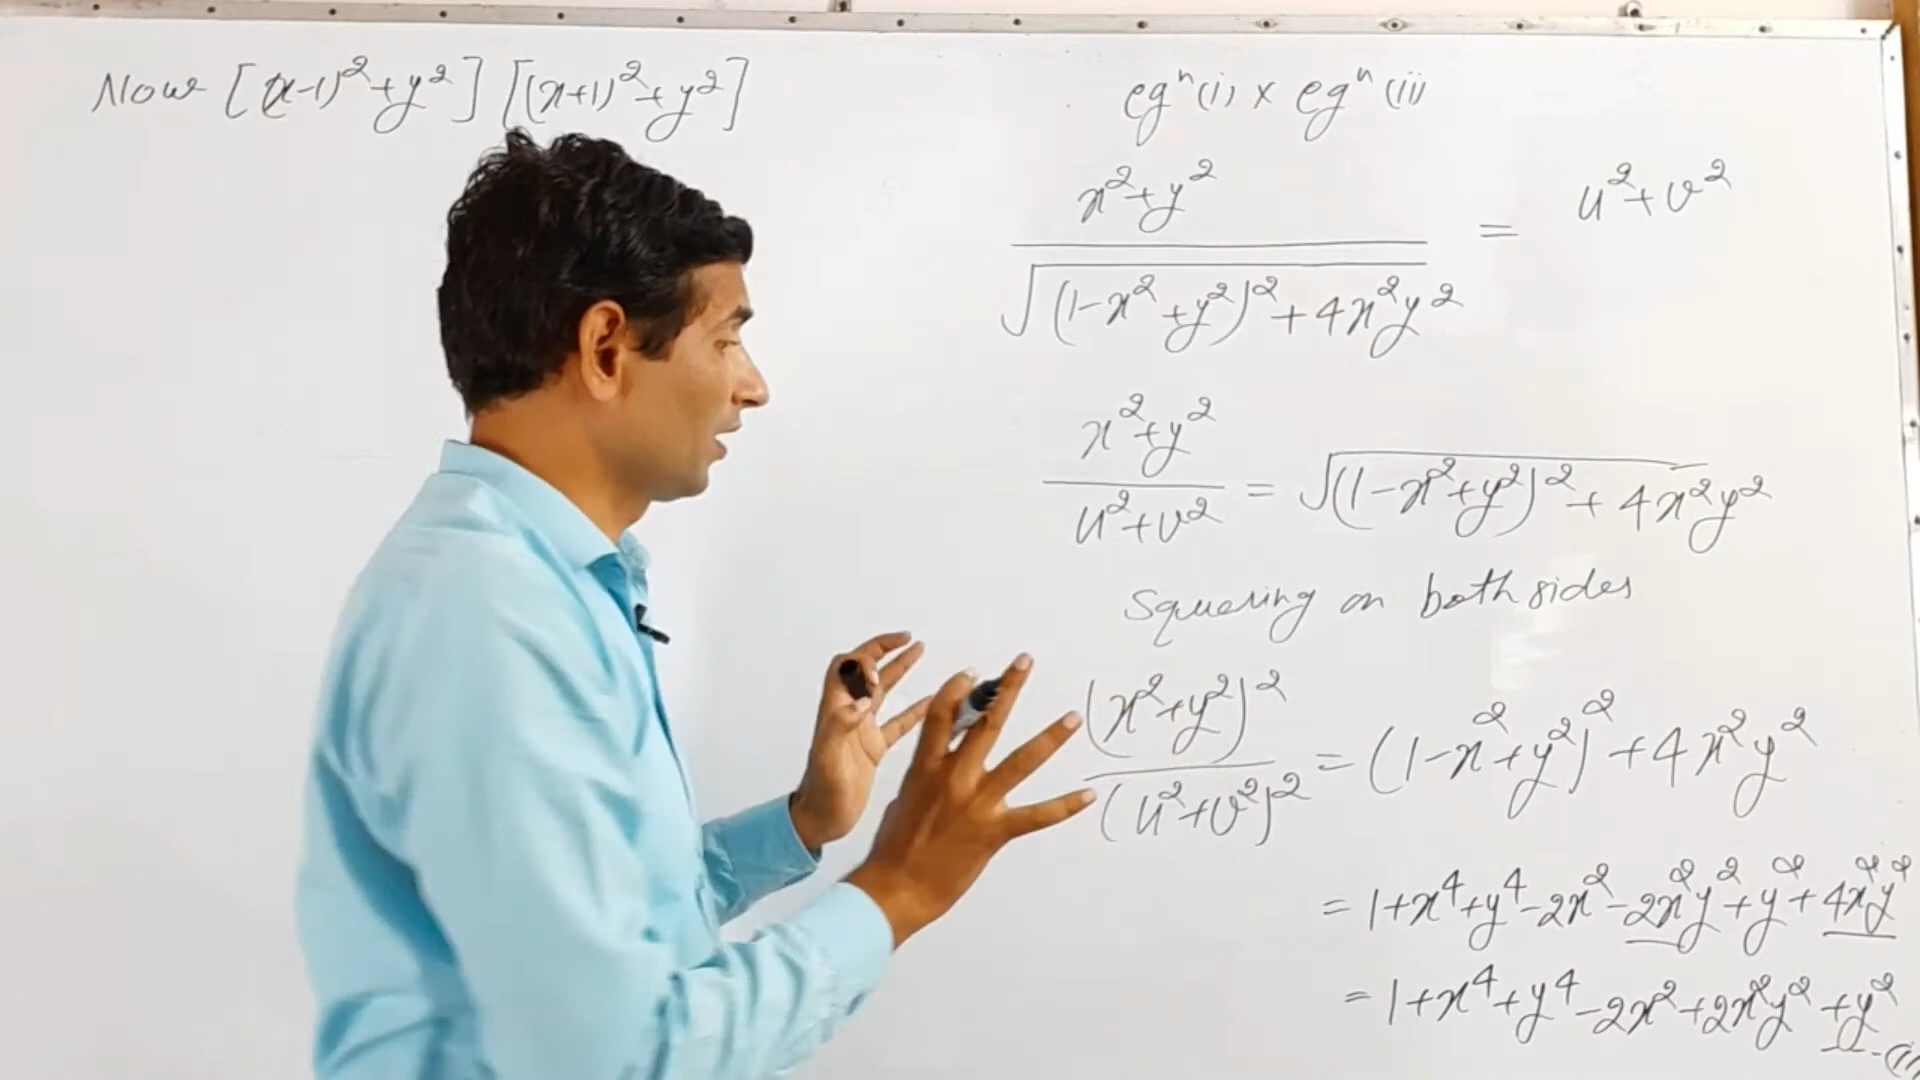 Now [(x-1)²+y²] [(x+1)²+y²]
eqⁿ(i) × eqⁿ(ii)
x²+y² / √(1-x²+y²)²+4x²y² = u²+v²
x²+y² / u²+v² = √(1-x²+y²)²+4x²y²
Squaring on both sides
(x²+y²)² / (u²+v²)² = (1-x²+y²)²+4x²y²
= 1+x⁴+y⁴-2x²-2x²y²+y²+4x²y²
= 1+x⁴+y⁴-2x²+2x²y²+y²